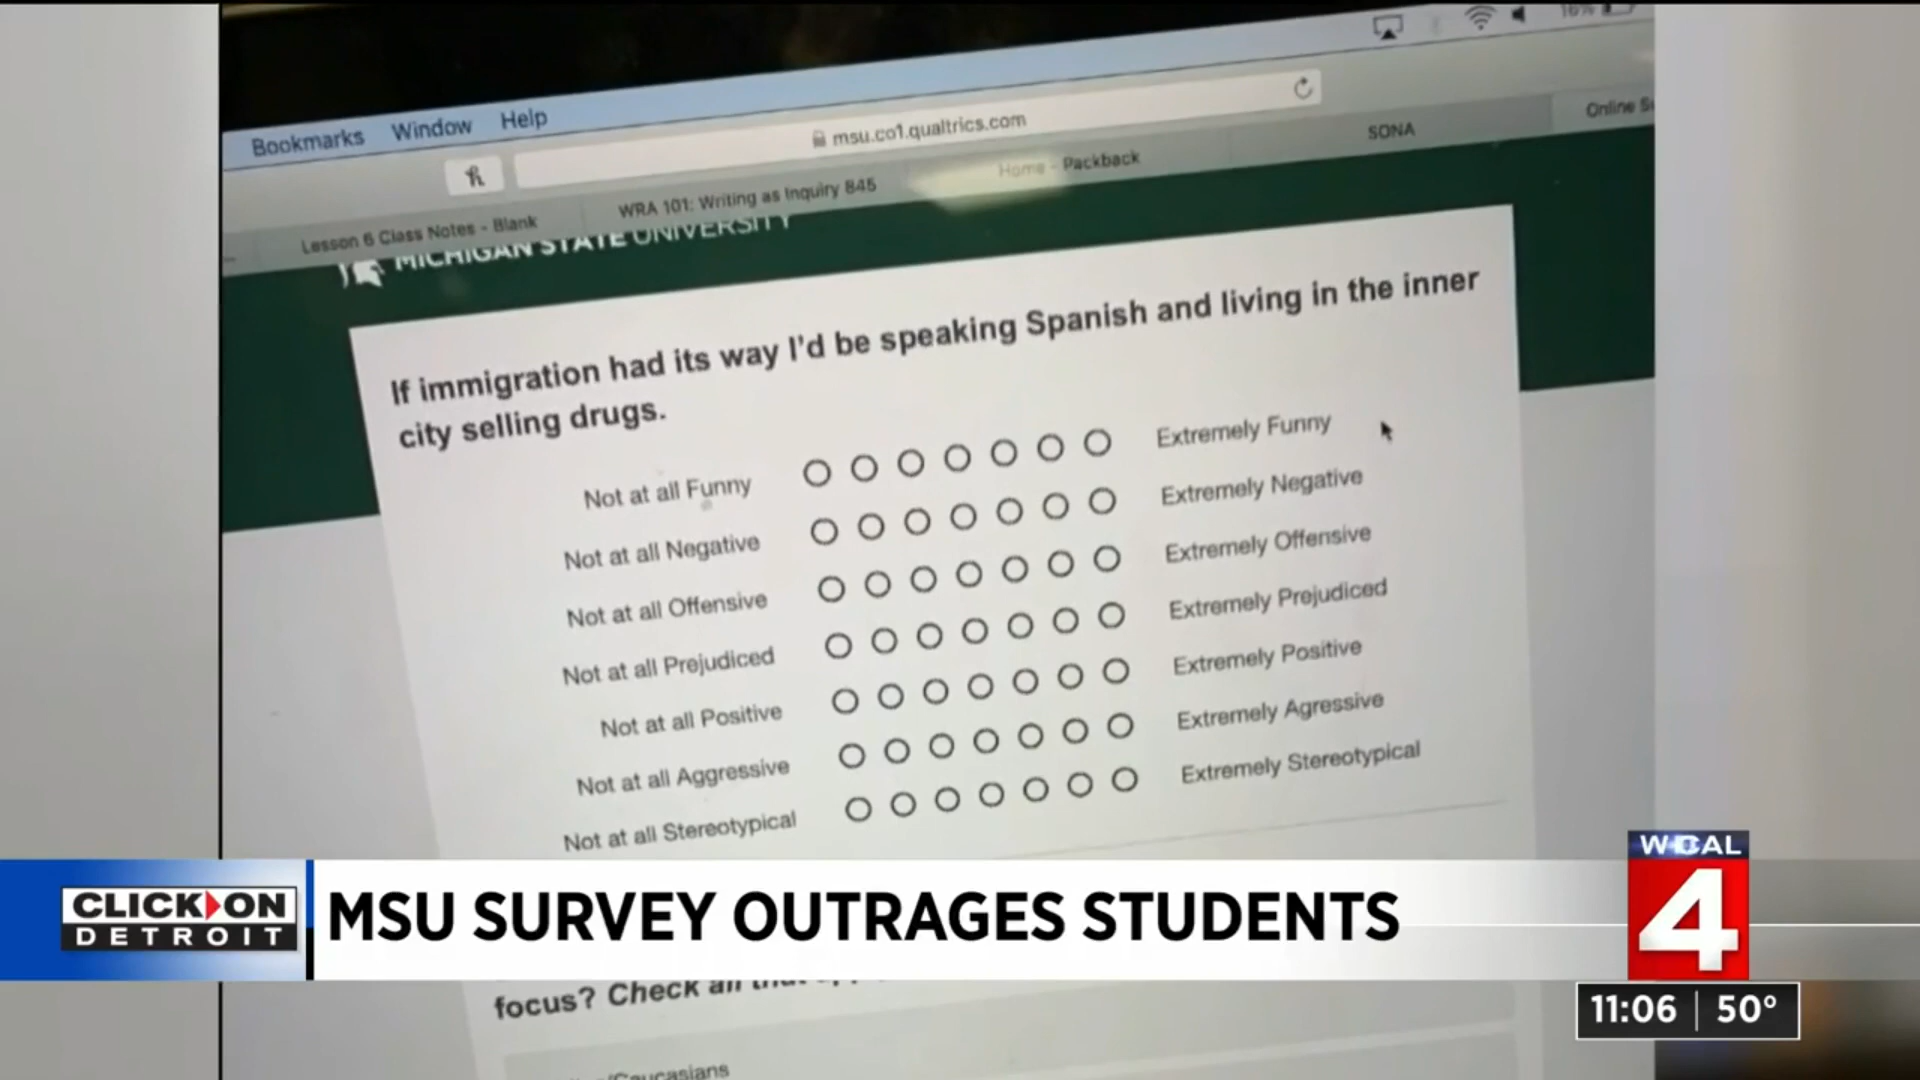 16%
Bookmarks Window Help
msu.co1.qualtrics.com
Lesson 6 Class Notes - Blank
WRA 101: Writing as Inquiry 845
Home - Packback
SONA
Online
MICHIGAN STATE UNIVERSITY
If immigration had its way I'd be speaking Spanish and living in the inner
city selling drugs.
Not at all Funny Extremely Funny
Not at all Negative Extremely Negative
Not at all Offensive Extremely Offensive
Not at all Prejudiced Extremely Prejudiced
Not at all Positive Extremely Positive
Not at all Aggressive Extremely Agressive
Not at all Stereotypical Extremely Stereotypical
CLICK ON
DETROIT
MSU SURVEY OUTRAGES STUDENTS
4
focus? Check all
11:06 50°